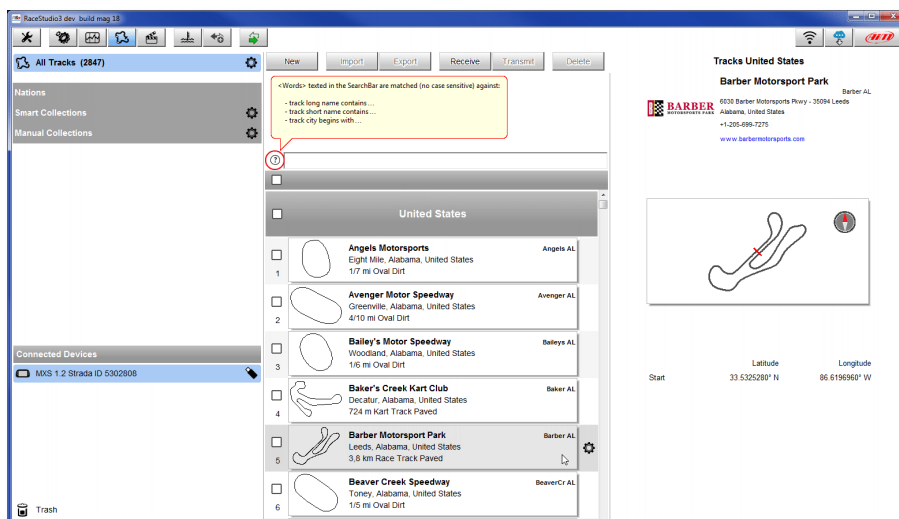 RaceStudio3 dev build mag 18
All Tracks (2847)
Nations
Smart Collections
Manual Collections
Connected Devices
MXS 1.2 Strada ID 5302808
Trash
New Import Export Receive Transmit Delete
<Words> texted in the SearchBar are matched (no case sensitive) against:
- track long name contains...
- track short name contains...
- track city begins with...
?
United States
Angels Motorsports Angels AL
Eight Mile, Alabama, United States
1/7 mi Oval Dirt
1
Avenger Motor Speedway Avenger AL
Greenville, Alabama, United States
4/10 mi Oval Dirt
2
Bailey's Motor Speedway Baileys AL
Woodland, Alabama, United States
1/6 mi Oval Dirt
3
Baker's Creek Kart Club Baker AL
Decatur, Alabama, United States
724 m Kart Track Paved
4
Barber Motorsport Park Barber AL
Leeds, Alabama, United States
3,8 km Race Track Paved
5
Beaver Creek Speedway BeaverCr AL
Toney, Alabama, United States
1/5 mi Oval Dirt
6
AiM
Tracks United States
Barber Motorsport Park
Barber AL
BARBER
MOTORSPORTS PARK
6030 Barber Motorsports Pkwy - 35094 Leeds
Alabama, United States
+1-205-699-7275
www.barbermotorsports.com
Latitude Longitude
Start 33.5325280° N 86.6196960° W